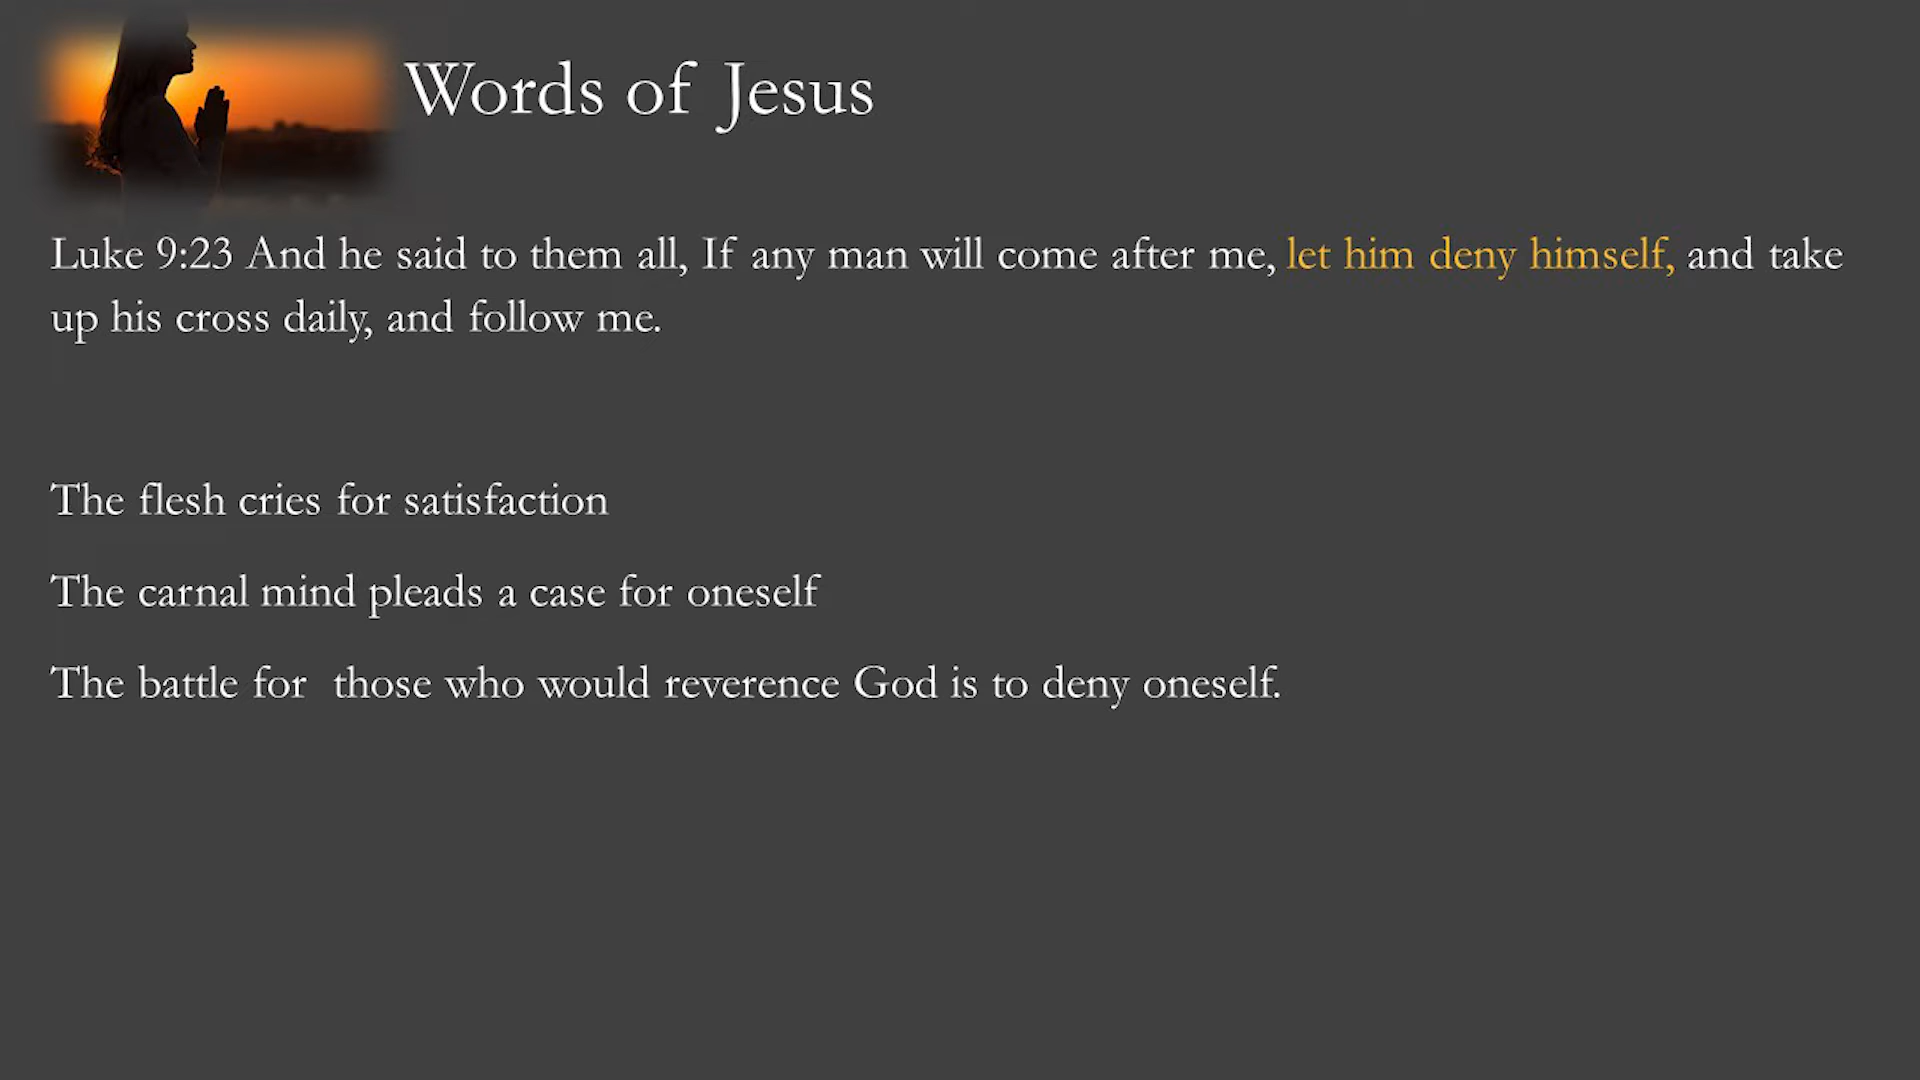 Words of Jesus
Luke 9:23 And he said to them all, If any man will come after me, let him deny himself, and take
up his cross daily, and follow me.
The flesh cries for satisfaction
The carnal mind pleads a case for oneself
The battle for  those who would reverence God is to deny oneself.